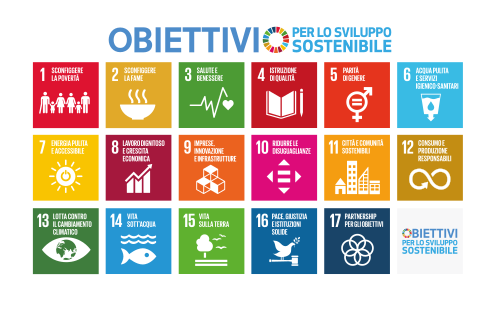 OBIETTIVI PER LO SVILUPPO
SOSTENIBILE
1 SCONFIGGERE
LA POVERTÀ
2 SCONFIGGERE
LA FAME
3 SALUTE E
BENESSERE
4 ISTRUZIONE
DI QUALITÀ
5 PARITÀ
DI GENERE
6 ACQUA PULITA
E SERVIZI
IGIENICO-SANITARI
7 ENERGIA PULITA
E ACCESSIBILE
8 LAVORO DIGNITOSO
E CRESCITA
ECONOMICA
9 IMPRESE,
INNOVAZIONE
E INFRASTRUTTURE
10 RIDURRE LE
DISUGUAGLIANZE
11 CITTÀ E COMUNITÀ
SOSTENIBILI
12 CONSUMO E
PRODUZIONE
RESPONSABILI
13 LOTTA CONTRO
IL CAMBIAMENTO
CLIMATICO
14 VITA
SOTT'ACQUA
15 VITA
SULLA TERRA
16 PACE, GIUSTIZIA
E ISTITUZIONI
SOLIDE
17 PARTNERSHIP
PER GLI OBIETTIVI
OBIETTIVI
PER LO SVILUPPO
SOSTENIBILE